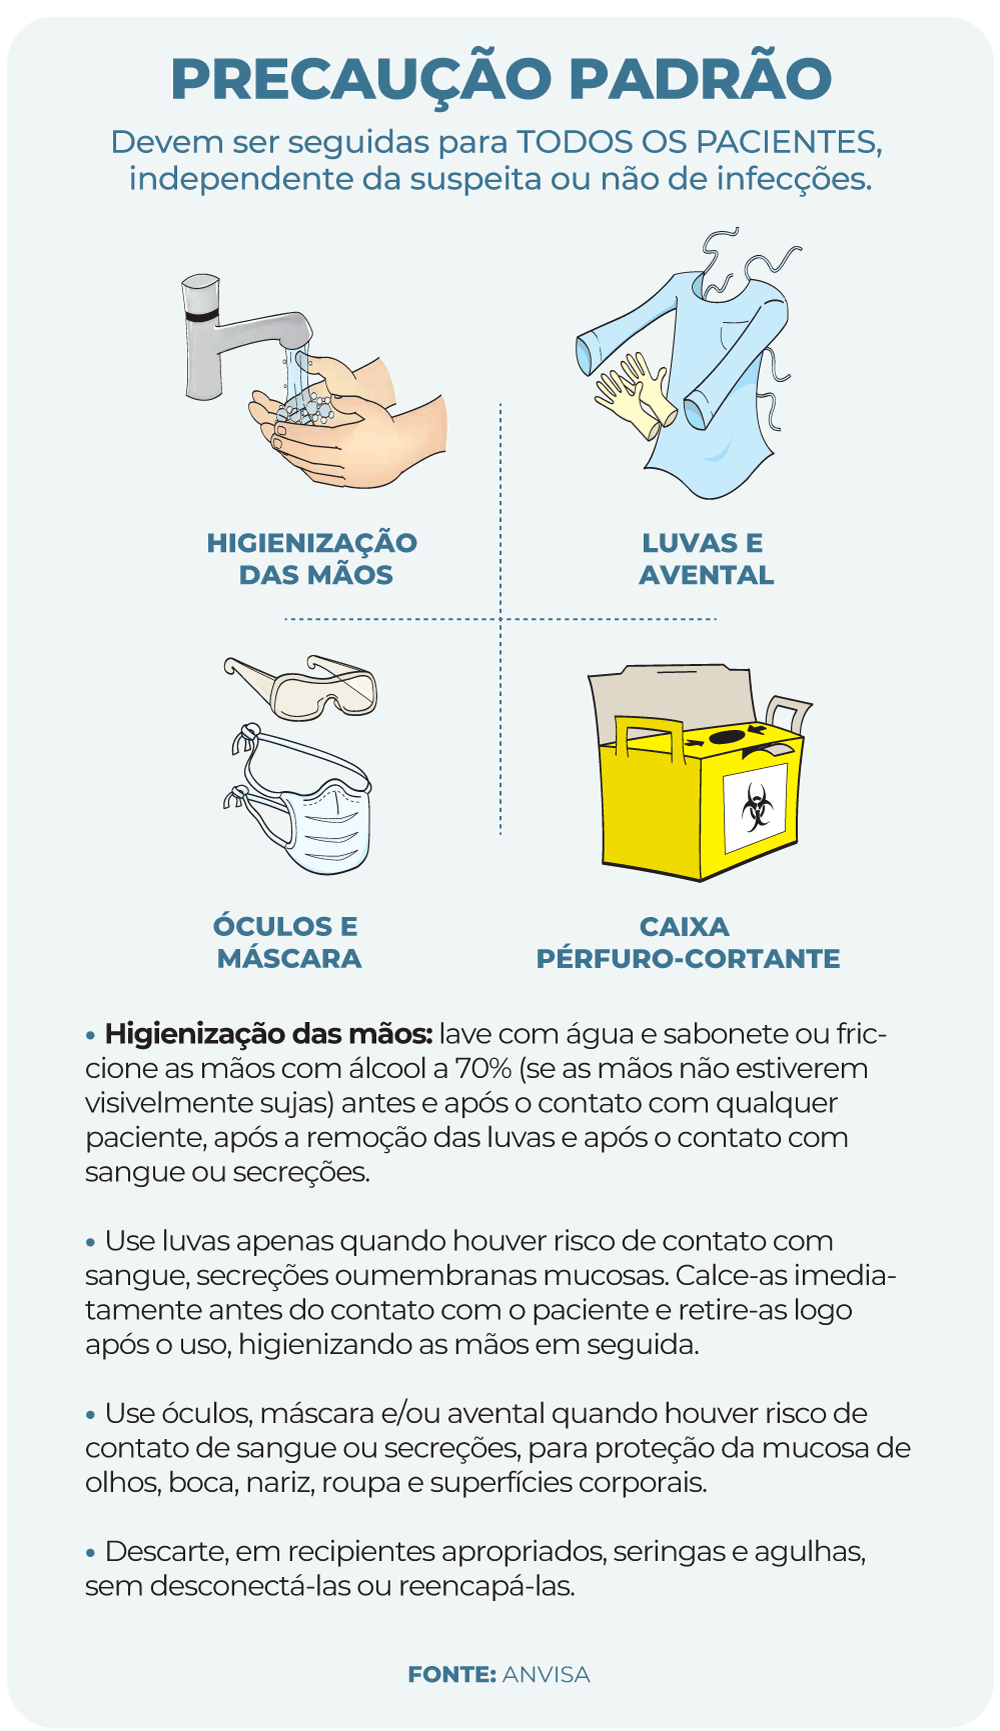 PRECAUÇÃO PADRÃO
Devem ser seguidas para TODOS OS PACIENTES,
independente da suspeita ou não de infecções.
HIGIENIZAÇÃO
DAS MÃOS
LUVAS E
AVENTAL
ÓCULOS E
MÁSCARA
CAIXA
PÉRFURO-CORTANTE
• Higienização das mãos: lave com água e sabonete ou fric-
cione as mãos com álcool a 70% (se as mãos não estiverem
visivelmente sujas) antes e após o contato com qualquer
paciente, após a remoção das luvas e após o contato com
sangue ou secreções.
• Use luvas apenas quando houver risco de contato com
sangue, secreções oumembranas mucosas. Calce-as imedia-
tamente antes do contato com o paciente e retire-as logo
após o uso, higienizando as mãos em seguida.
• Use óculos, máscara e/ou avental quando houver risco de
contato de sangue ou secreções, para proteção da mucosa de
olhos, boca, nariz, roupa e superfícies corporais.
• Descarte, em recipientes apropriados, seringas e agulhas,
sem desconectá-las ou reencapá-las.
FONTE: ANVISA